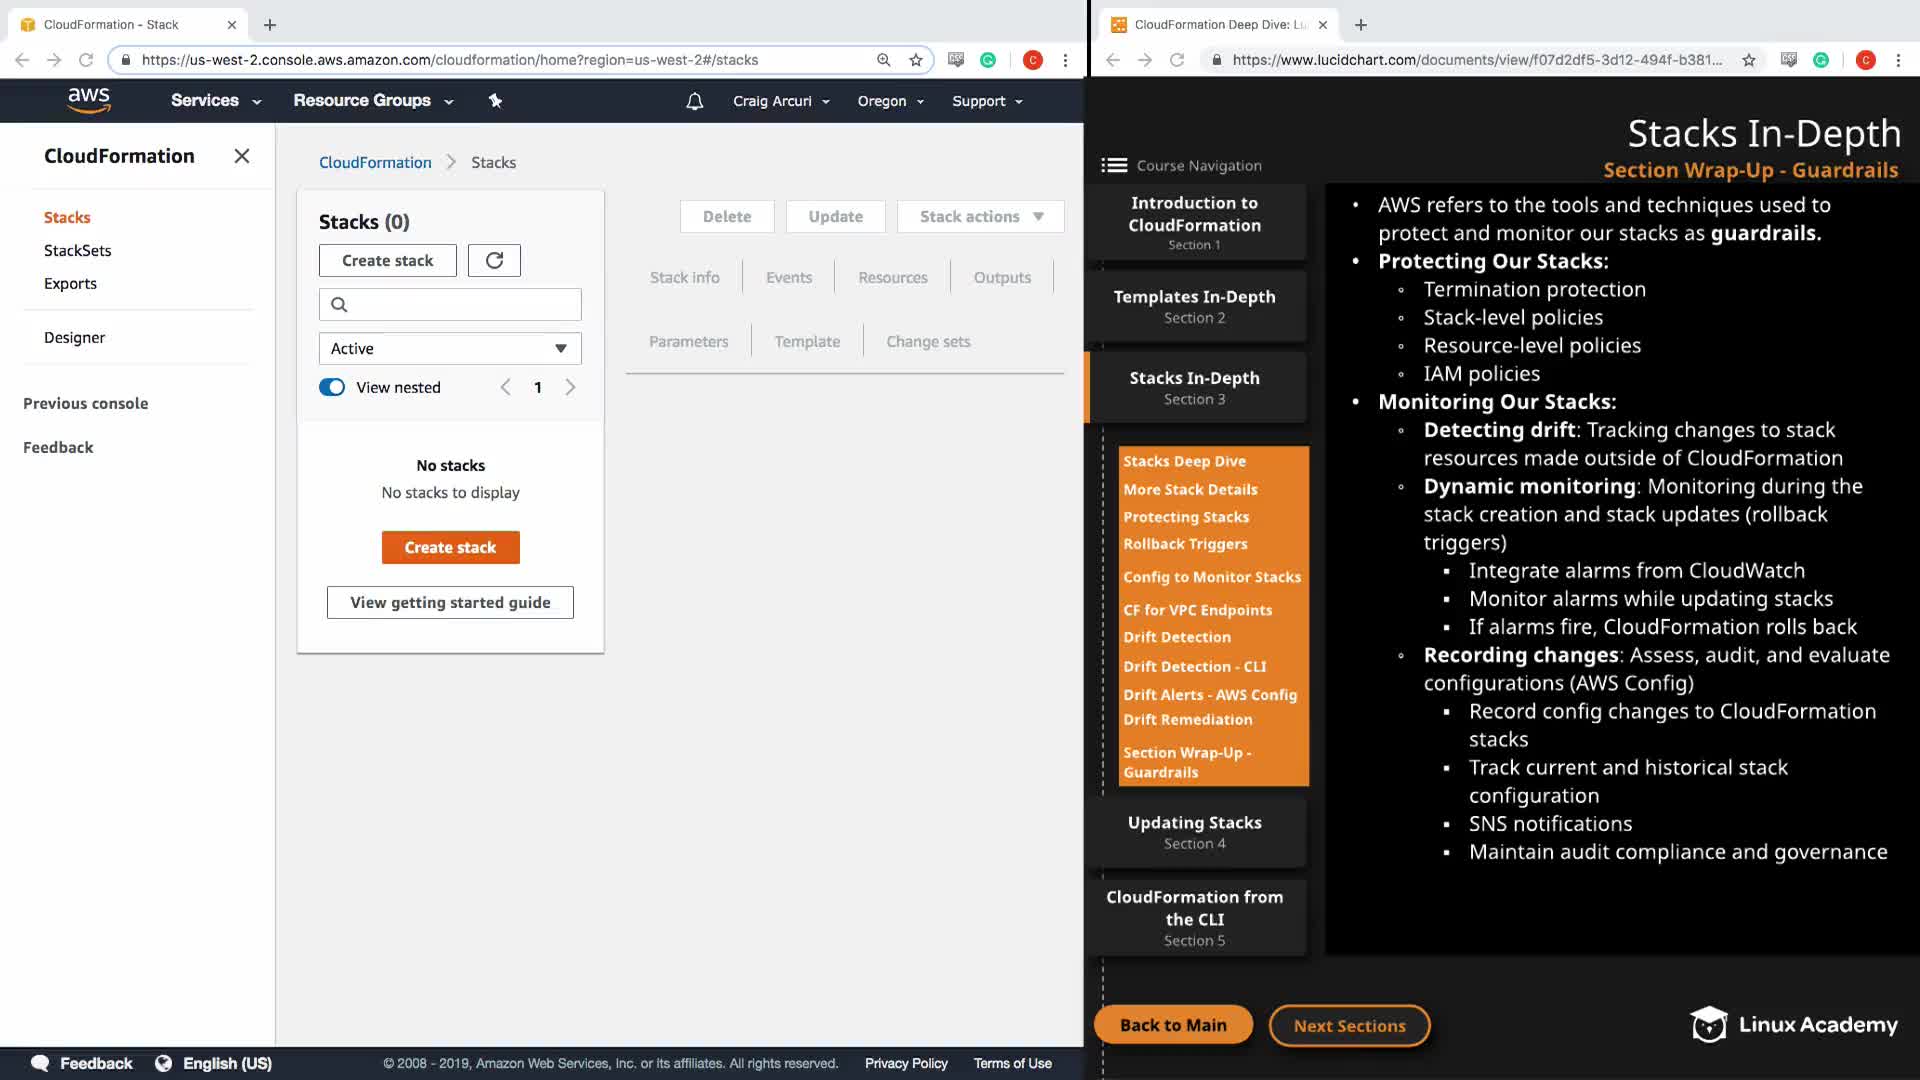 CloudFormation - Stack
https://us-west-2.console.aws.amazon.com/cloudformation/home?region=us-west-2#/stacks
C
aws
Services
Resource Groups
Craig Arcuri
Oregon
Support
CloudFormation
Stacks
StackSets
Exports
Designer
Previous console
Feedback
CloudFormation
Stacks
Stacks (0)
Create stack
Active
View nested
1
No stacks
No stacks to display
Create stack
View getting started guide
Delete
Update
Stack actions
Stack info
Events
Resources
Outputs
Parameters
Template
Change sets
Feedback
English (US)
© 2008 - 2019, Amazon Web Services, Inc. or its affiliates. All rights reserved.
Privacy Policy
Terms of Use
CloudFormation Deep Dive: Lu
https://www.lucidchart.com/documents/view/f07d2df5-3d12-494f-b381...
C
Stacks In-Depth
Section Wrap-Up - Guardrails
Course Navigation
Introduction to
CloudFormation
Section 1
Templates In-Depth
Section 2
Stacks In-Depth
Section 3
Stacks Deep Dive
More Stack Details
Protecting Stacks
Rollback Triggers
Config to Monitor Stacks
CF for VPC Endpoints
Drift Detection
Drift Detection - CLI
Drift Alerts - AWS Config
Drift Remediation
Section Wrap-Up -
Guardrails
Updating Stacks
Section 4
CloudFormation from
the CLI
Section 5
Back to Main
Next Sections
• AWS refers to the tools and techniques used to
protect and monitor our stacks as guardrails.
• Protecting Our Stacks:
◦ Termination protection
◦ Stack-level policies
◦ Resource-level policies
◦ IAM policies
• Monitoring Our Stacks:
◦ Detecting drift: Tracking changes to stack
resources made outside of CloudFormation
◦ Dynamic monitoring: Monitoring during the
stack creation and stack updates (rollback
triggers)
▪ Integrate alarms from CloudWatch
▪ Monitor alarms while updating stacks
▪ If alarms fire, CloudFormation rolls back
◦ Recording changes: Assess, audit, and evaluate
configurations (AWS Config)
▪ Record config changes to CloudFormation
stacks
▪ Track current and historical stack
configuration
▪ SNS notifications
▪ Maintain audit compliance and governance
Linux Academy